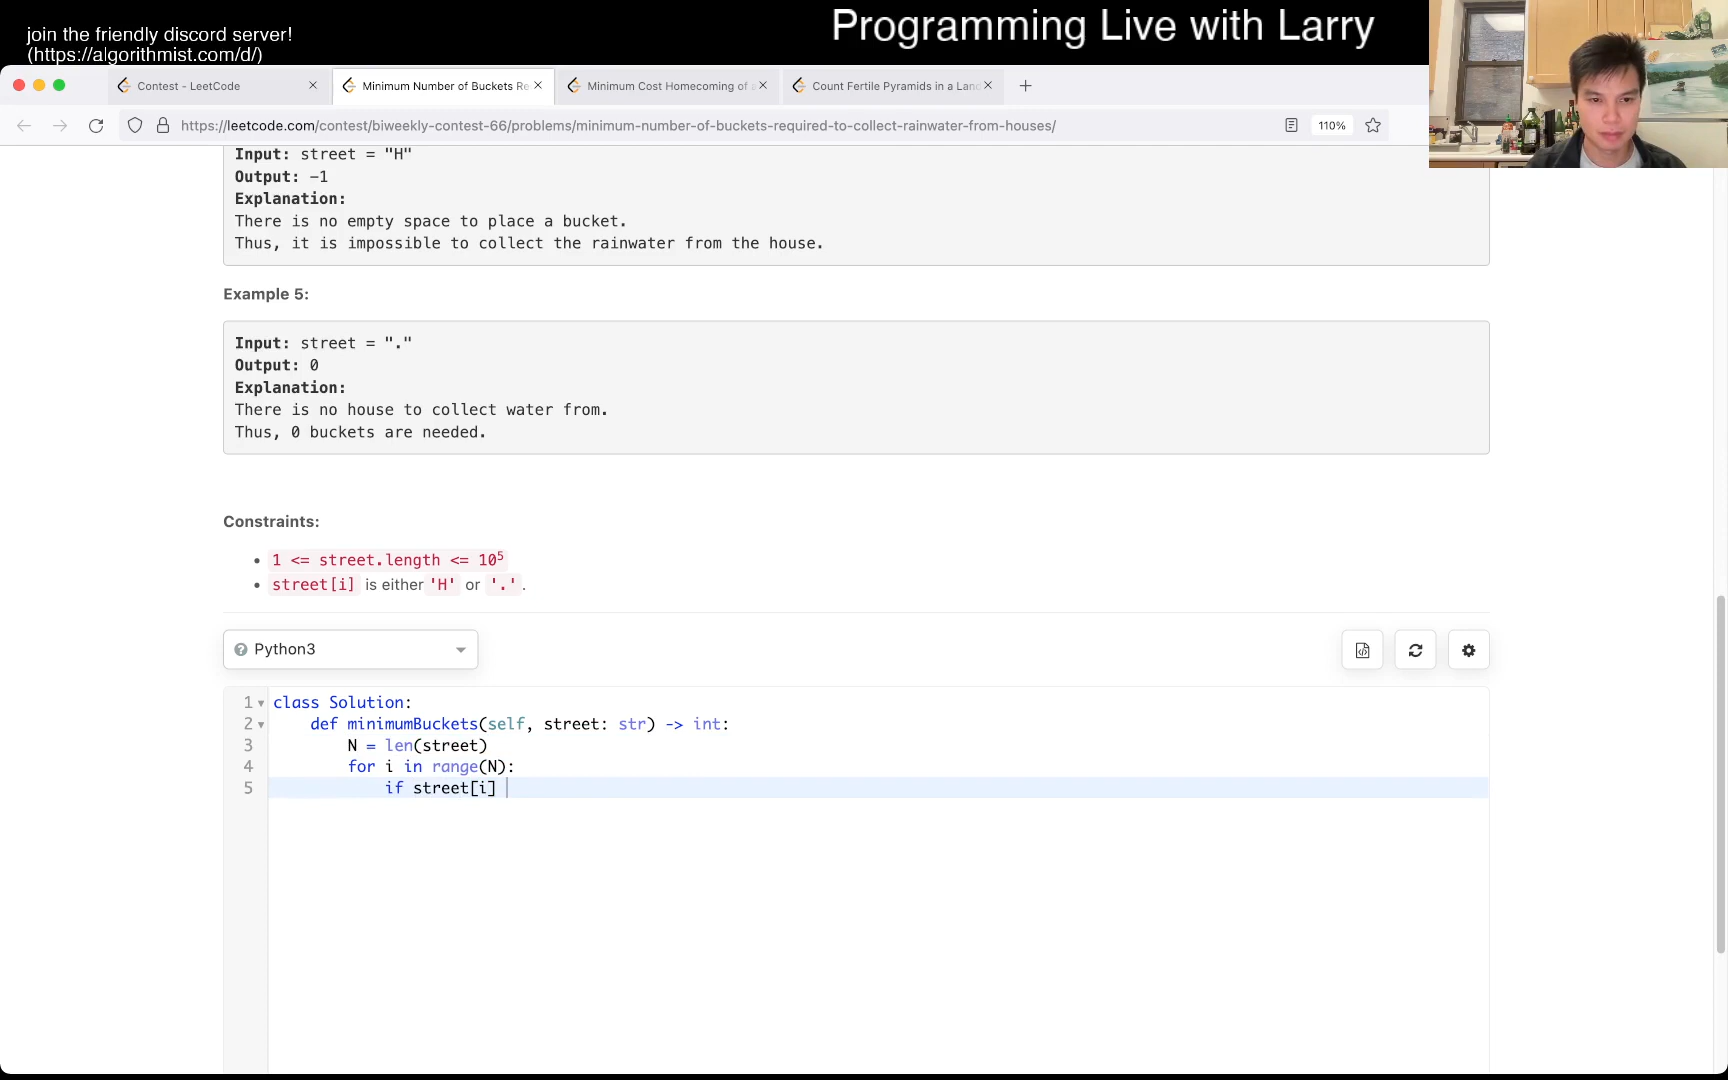 join the friendly discord server!
(https://algorithmist.com/d/)
Programming Live with Larry
Contest - LeetCode
Minimum Number of Buckets Re
Minimum Cost Homecoming of a
Count Fertile Pyramids in a Land
https://leetcode.com/contest/biweekly-contest-66/problems/minimum-number-of-buckets-required-to-collect-rainwater-from-houses/
110%
Input: street = "H"
Output: -1
Explanation:
There is no empty space to place a bucket.
Thus, it is impossible to collect the rainwater from the house.
Example 5:
Input: street = "."
Output: 0
Explanation:
There is no house to collect water from.
Thus, 0 buckets are needed.
Constraints:
• 1 <= street.length <= 10⁵
• street[i] is either 'H' or '.'.
Python3
1 class Solution:
2 def minimumBuckets(self, street: str) -> int:
3 N = len(street)
4 for i in range(N):
5 if street[i]